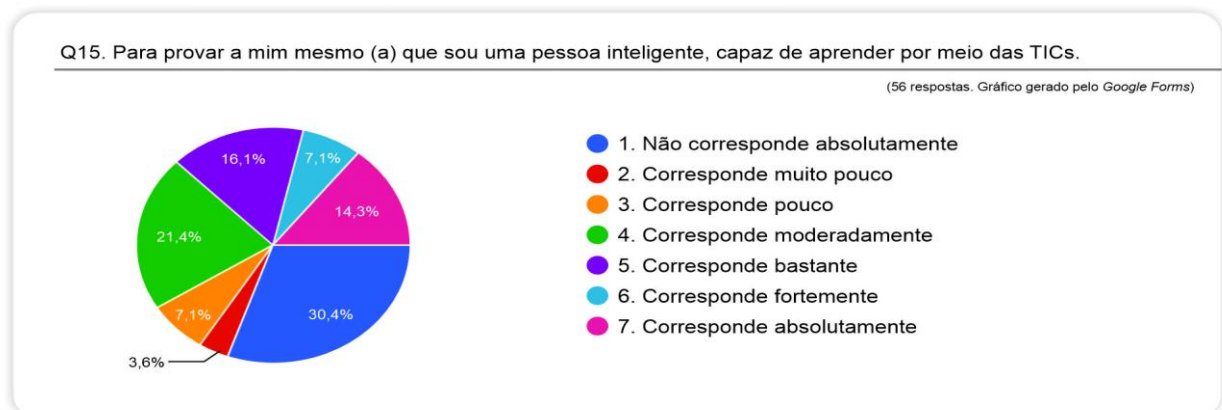 Q15. Para provar a mim mesmo (a) que sou uma pessoa inteligente, capaz de aprender por meio das TICs.
(56 respostas. Gráfico gerado pelo Google Forms)
16,1%
7,1%
14,3%
21,4%
7,1%
30,4%
3,6%
1. Não corresponde absolutamente
2. Corresponde muito pouco
3. Corresponde pouco
4. Corresponde moderadamente
5. Corresponde bastante
6. Corresponde fortemente
7. Corresponde absolutamente